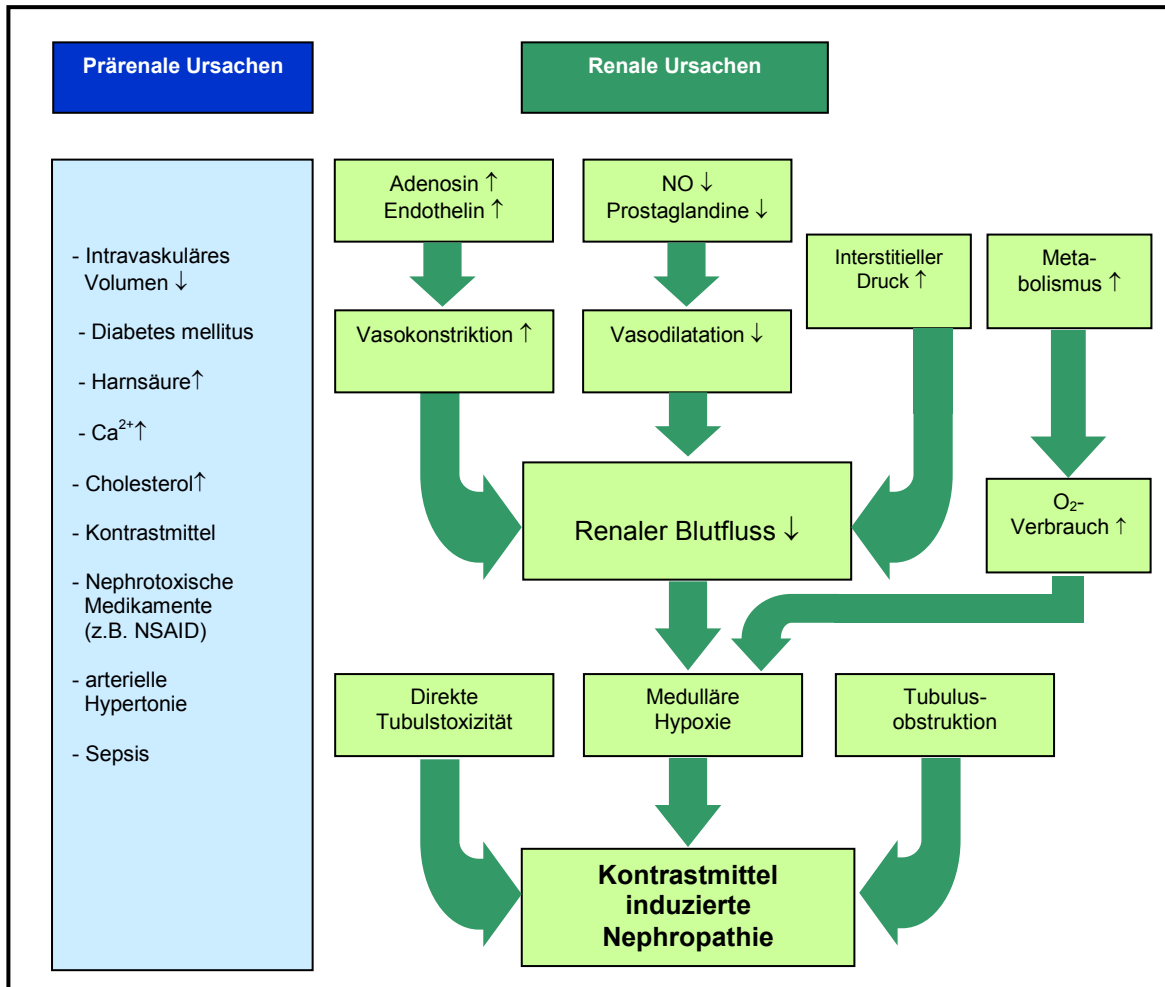 Prärenale Ursachen
Renale Ursachen
- Intravaskuläres
Volumen ↓
- Diabetes mellitus
- Harnsäure↑
- Ca²⁺↑
- Cholesterol↑
- Kontrastmittel
- Nephrotoxische
Medikamente
(z.B. NSAID)
- arterielle
Hypertonie
- Sepsis
Adenosin ↑
Endothelin ↑
NO ↓
Prostaglandine ↓
Interstitieller
Druck ↑
Meta-
bolismus ↑
Vasokonstriktion ↑
Vasodilatation ↓
Renaler Blutfluss ↓
O₂-
Verbrauch ↑
Direkte
Tubulstoxizität
Medulläre
Hypoxie
Tubulus-
obstruktion
Kontrastmittel
induzierte
Nephropathie